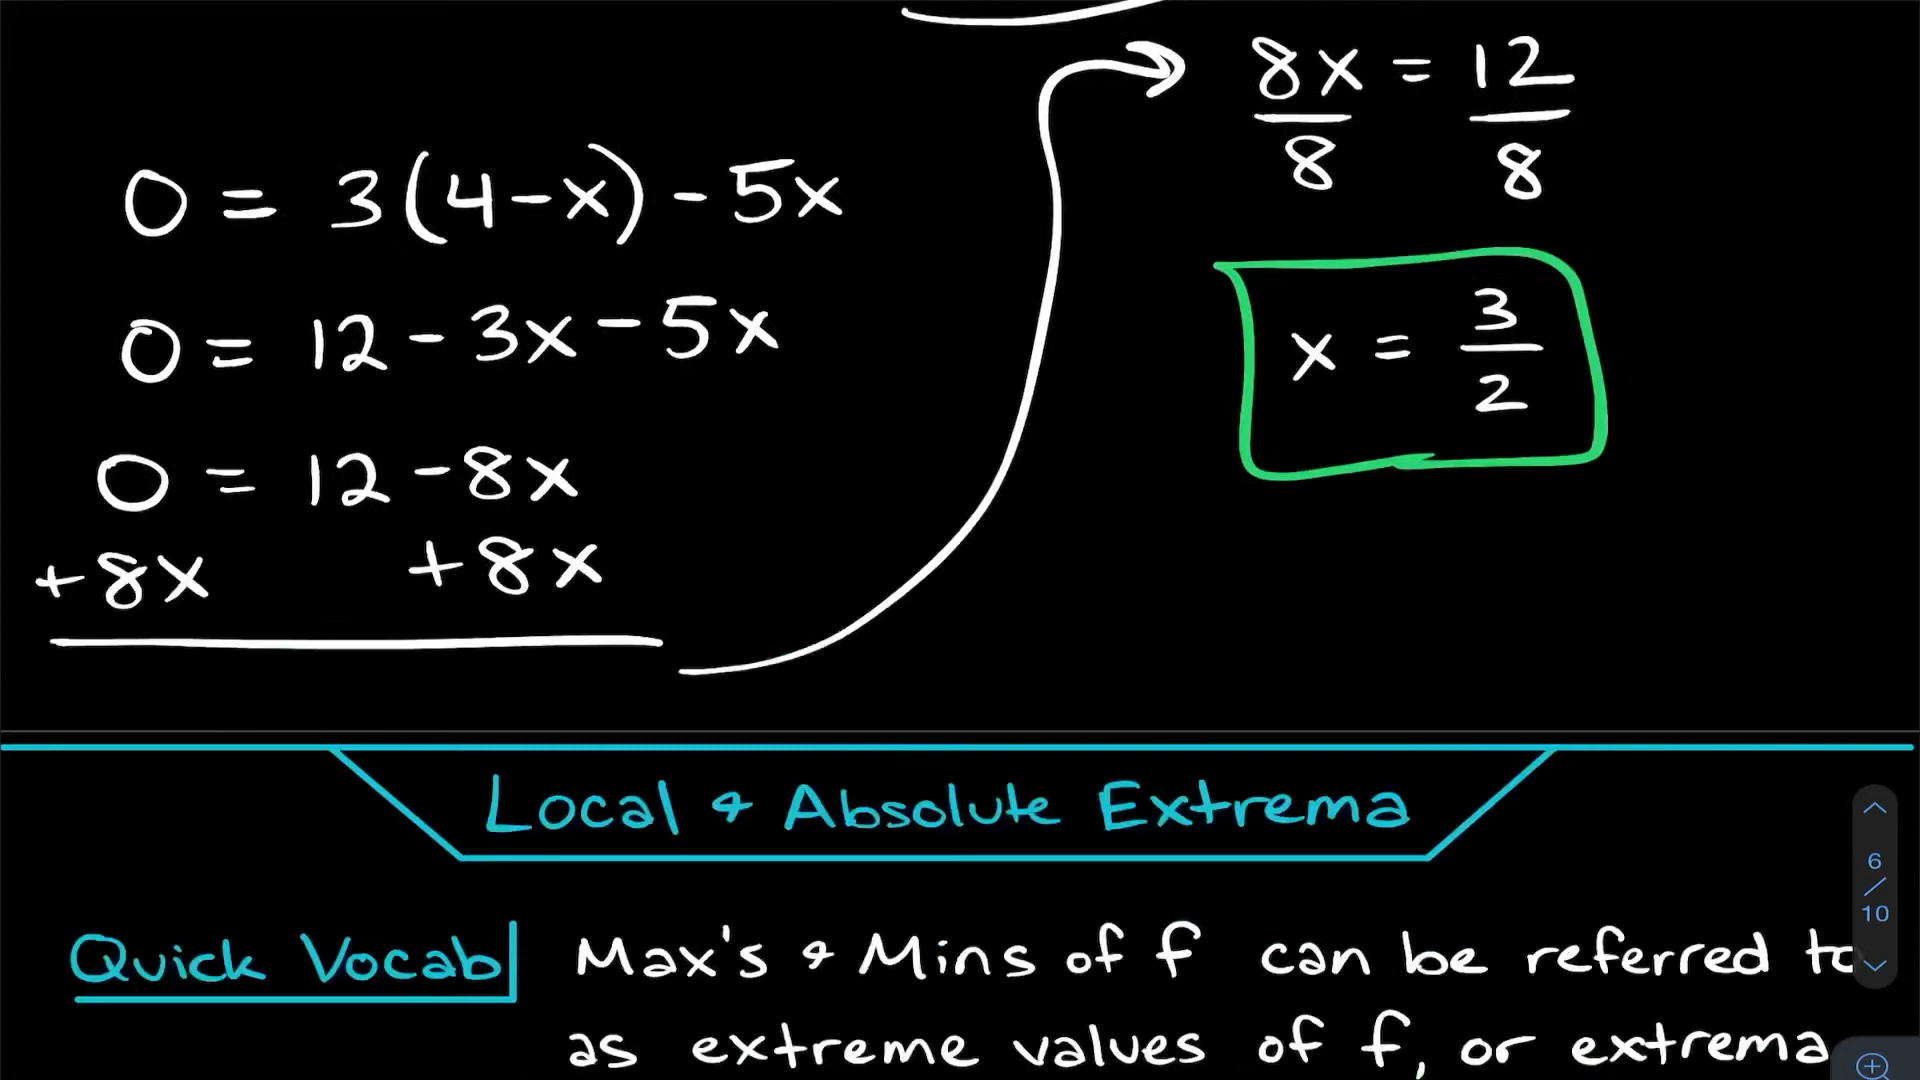 0 = 3(4-x) - 5x
0 = 12 - 3x - 5x
0 = 12 - 8x
+8x +8x
8x = 12
8 8
x = 3/2
Local & Absolute Extrema
Quick Vocab
Max's & Mins of f can be referred to
as extreme values of f, or extrema
6
/
10